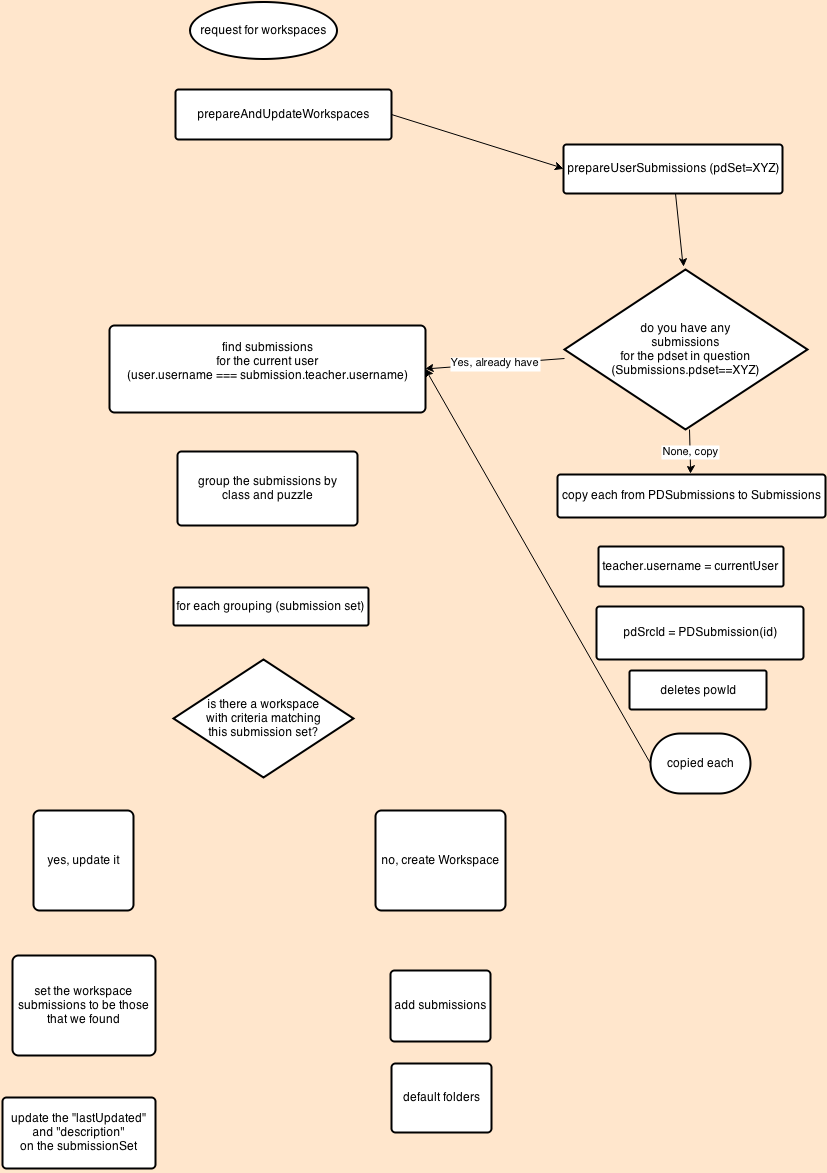 request for workspaces
prepareAndUpdateWorkspaces
prepareUserSubmissions (pdSet=XYZ)
do you have any
submissions
for the pdset in question
(Submissions.pdset==XYZ)
Yes, already have
find submissions
for the current user
(user.username === submission.teacher.username)
None, copy
copy each from PDSubmissions to Submissions
group the submissions by
class and puzzle
teacher.username = currentUser
for each grouping (submission set)
pdSrcId = PDSubmission(id)
deletes powId
is there a workspace
with criteria matching
this submission set?
copied each
yes, update it
no, create Workspace
set the workspace
submissions to be those
that we found
add submissions
default folders
update the "lastUpdated"
and "description"
on the submissionSet